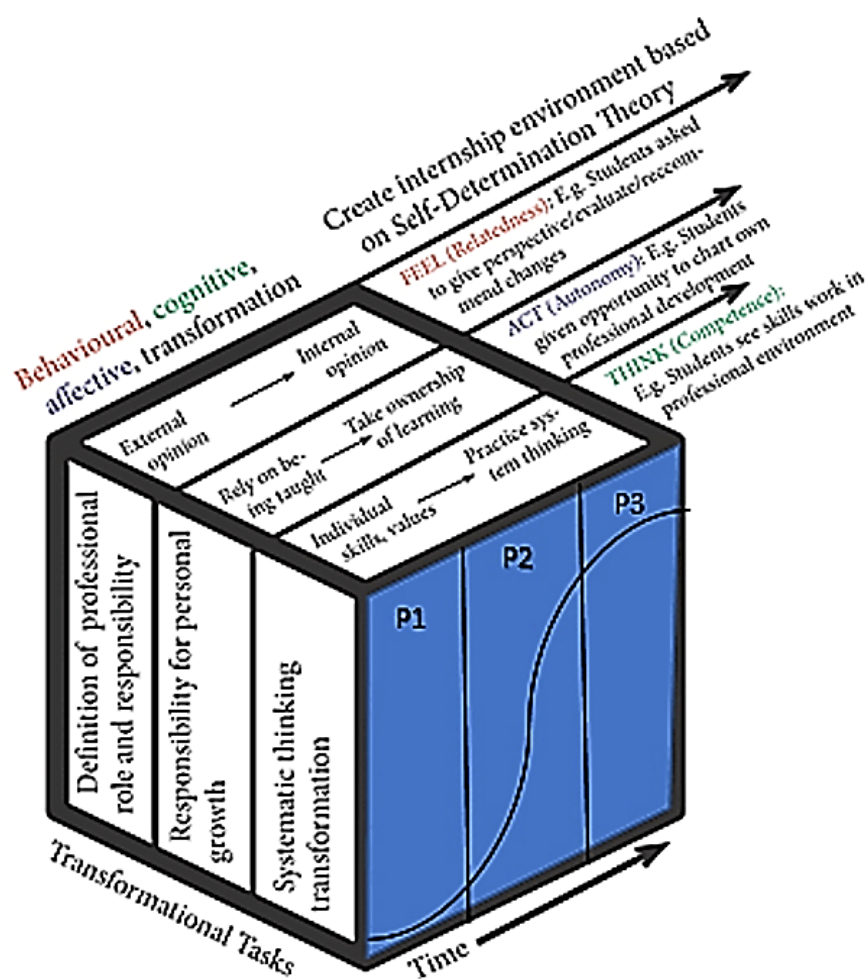 Create internship environment based
on Self-Determination Theory
FEEL (Relatedness): E.g. Students asked
to give perspective/evaluate/reccom-
mend changes
ACT (Autonomy): E.g. Students
given opportunity to chart own
professional development
THINK (Competence):
E.g. Students see skills work in
professional environment
Behavioural, cognitive,
affective, transformation
External
opinion
Internal
opinion
Rely on be-
ing taught
Take ownership
of learning
Individual
skills, values
Practice sys-
tem thinking
Definition of professional
role and responsibility
Responsibility for personal
growth
Systematic thinking
transformation
P1
P2
P3
Transformational Tasks
Time